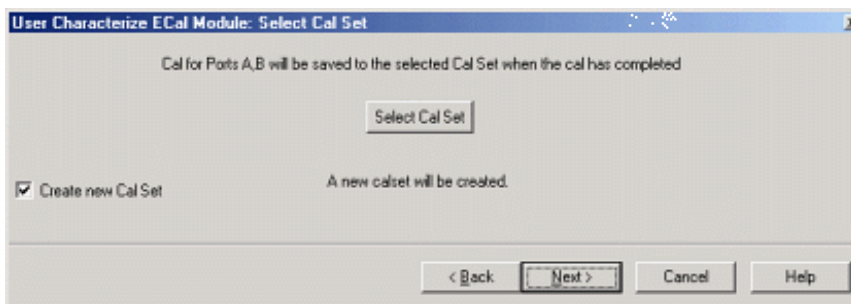 User Characterize ECal Module: Select Cal Set
Cal for Ports A,B will be saved to the selected Cal Set when the cal has completed
Select Cal Set
Create new Cal Set
A new calset will be created.
< Back
Next >
Cancel
Help